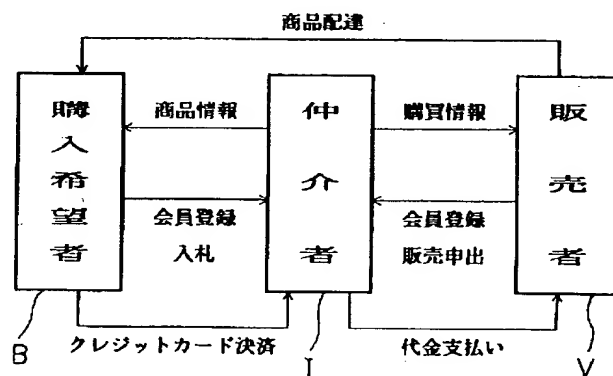 商品配達
購入希望者
商品情報
仲介者
購買情報
販売者
会員登録
入札
会員登録
販売申出
クレジットカード決済
代金支払い
B
I
V